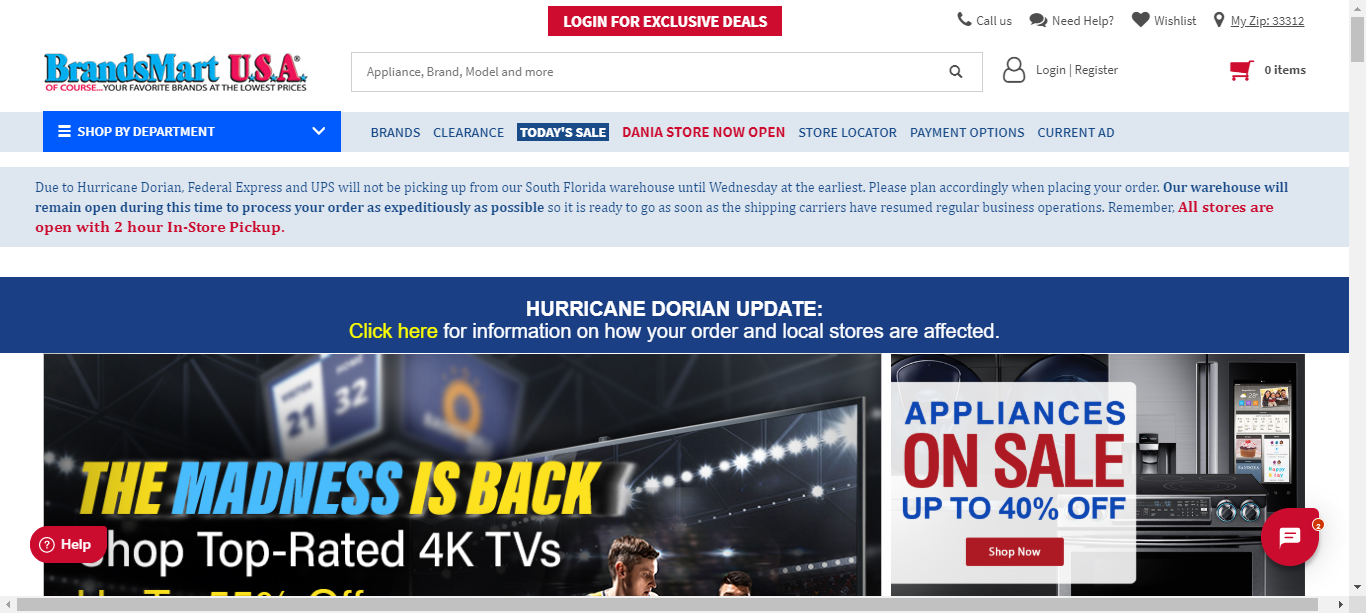 LOGIN FOR EXCLUSIVE DEALS
Call us
Need Help?
Wishlist
My Zip: 33312
BrandsMart U.S.A.
OF COURSE...YOUR FAVORITE BRANDS AT THE LOWEST PRICES
Appliance, Brand, Model and more
Login | Register
0 items
SHOP BY DEPARTMENT
BRANDS
CLEARANCE
TODAY'S SALE
DANIA STORE NOW OPEN
STORE LOCATOR
PAYMENT OPTIONS
CURRENT AD
Due to Hurricane Dorian, Federal Express and UPS will not be picking up from our South Florida warehouse until Wednesday at the earliest. Please plan accordingly when placing your order. Our warehouse will
remain open during this time to process your order as expeditiously as possible so it is ready to go as soon as the shipping carriers have resumed regular business operations. Remember, All stores are
open with 2 hour In-Store Pickup.
HURRICANE DORIAN UPDATE:
Click here for information on how your order and local stores are affected.
21
32
THE MADNESS IS BACK
Shop Top-Rated 4K TVs
Up To 55% Off
APPLIANCES
ON SALE
UP TO 40% OFF
Shop Now
Help
2